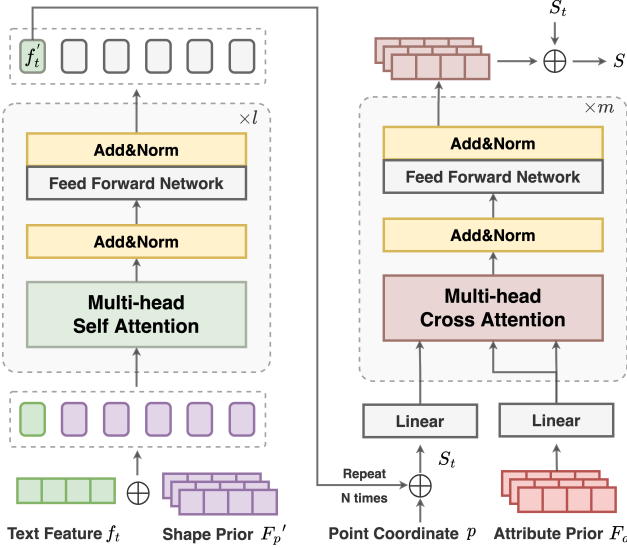 f_t'
×l
Add&Norm
Feed Forward Network
Add&Norm
Multi-head
Self Attention
Text Feature f_t
Shape Prior F_p'
S_t
S
×m
Add&Norm
Feed Forward Network
Add&Norm
Multi-head
Cross Attention
Linear
Linear
S_t
Repeat
N times
Point Coordinate p
Attribute Prior F